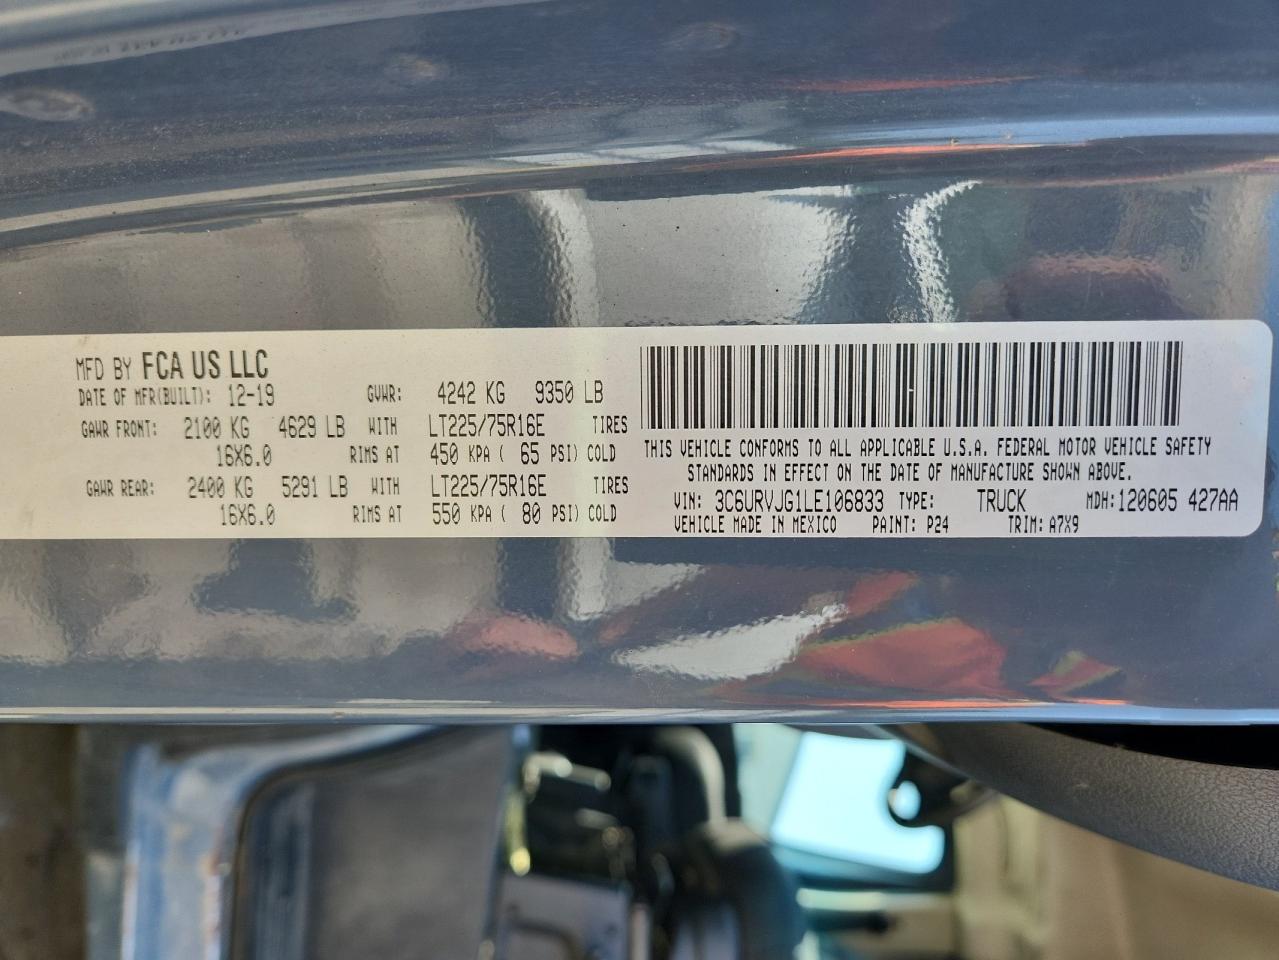 MFD BY FCA US LLC
DATE OF MFR(BUILT): 12-19 GVWR: 4242 KG 9350 LB
GAWR FRONT: 2100 KG 4629 LB WITH LT225/75R16E TIRES
16X6.0 RIMS AT 450 KPA ( 65 PSI) COLD
GAWR REAR: 2400 KG 5291 LB WITH LT225/75R16E TIRES
16X6.0 RIMS AT 550 KPA ( 80 PSI) COLD
THIS VEHICLE CONFORMS TO ALL APPLICABLE U.S.A. FEDERAL MOTOR VEHICLE SAFETY
STANDARDS IN EFFECT ON THE DATE OF MANUFACTURE SHOWN ABOVE.
VIN: 3C6URVJG1LE106833 TYPE: TRUCK MDH: 120605 427AA
VEHICLE MADE IN MEXICO PAINT: P24 TRIM: A7X9